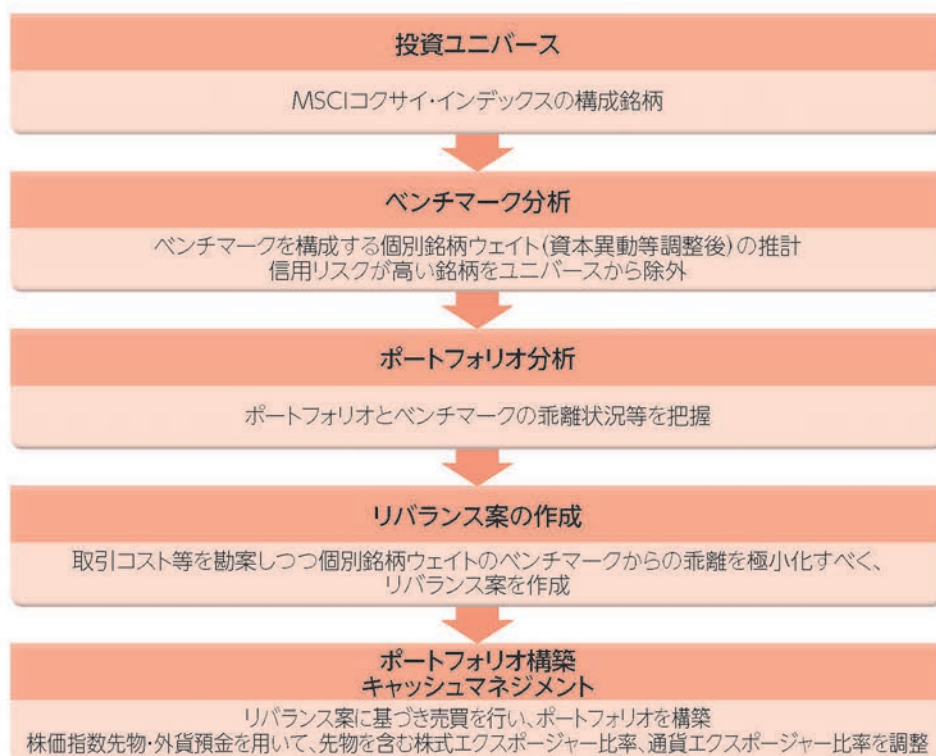 投資ユニバース
MSCIコクサイ・インデックスの構成銘柄
ベンチマーク分析
ベンチマークを構成する個別銘柄ウェイト(資本異動等調整後)の推計
信用リスクが高い銘柄をユニバースから除外
ポートフォリオ分析
ポートフォリオとベンチマークの乖離状況等を把握
リバランス案の作成
取引コスト等を勘案しつつ個別銘柄ウェイトのベンチマークからの乖離を極小化すべく、
リバランス案を作成
ポートフォリオ構築
キャッシュマネジメント
リバランス案に基づき売買を行い、ポートフォリオを構築
株価指数先物・外貨預金を用いて、先物を含む株式エクスポージャー比率、通貨エクスポージャー比率を調整